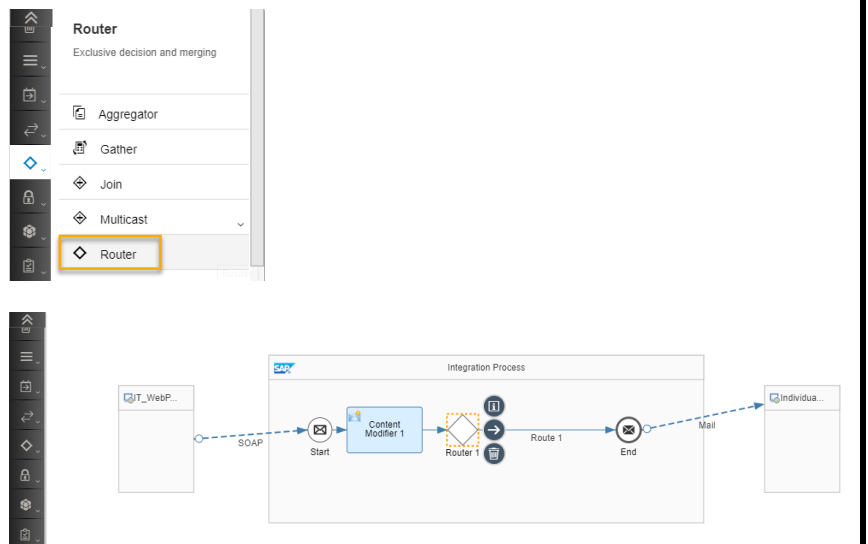 Router
Exclusive decision and merging
Aggregator
Gather
Join
Multicast
Router
SAP
Integration Process
IT_WebP...
Individua...
Content
Modifier 1
SOAP
Start
Router 1
Route 1
End
Mail